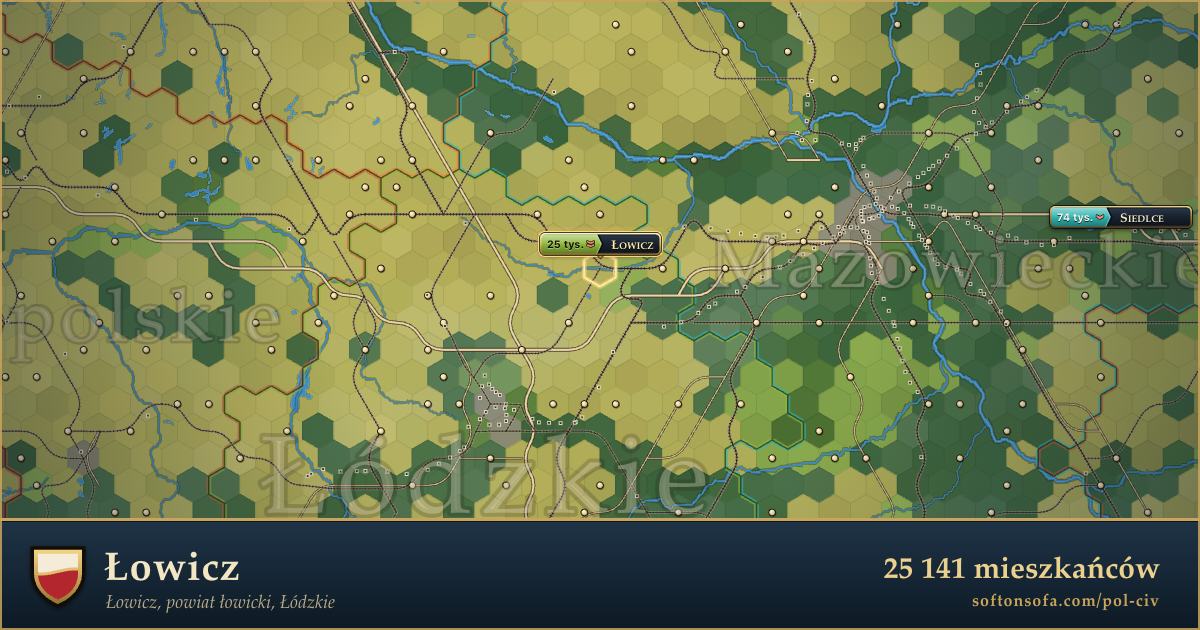 74 tys. Siedlce
25 tys. Łowicz
Mazowieckie
polskie
Łódzkie
Łowicz
Łowicz, powiat łowicki, Łódzkie
25 141 mieszkańców
softonsofa.com/pol-civ